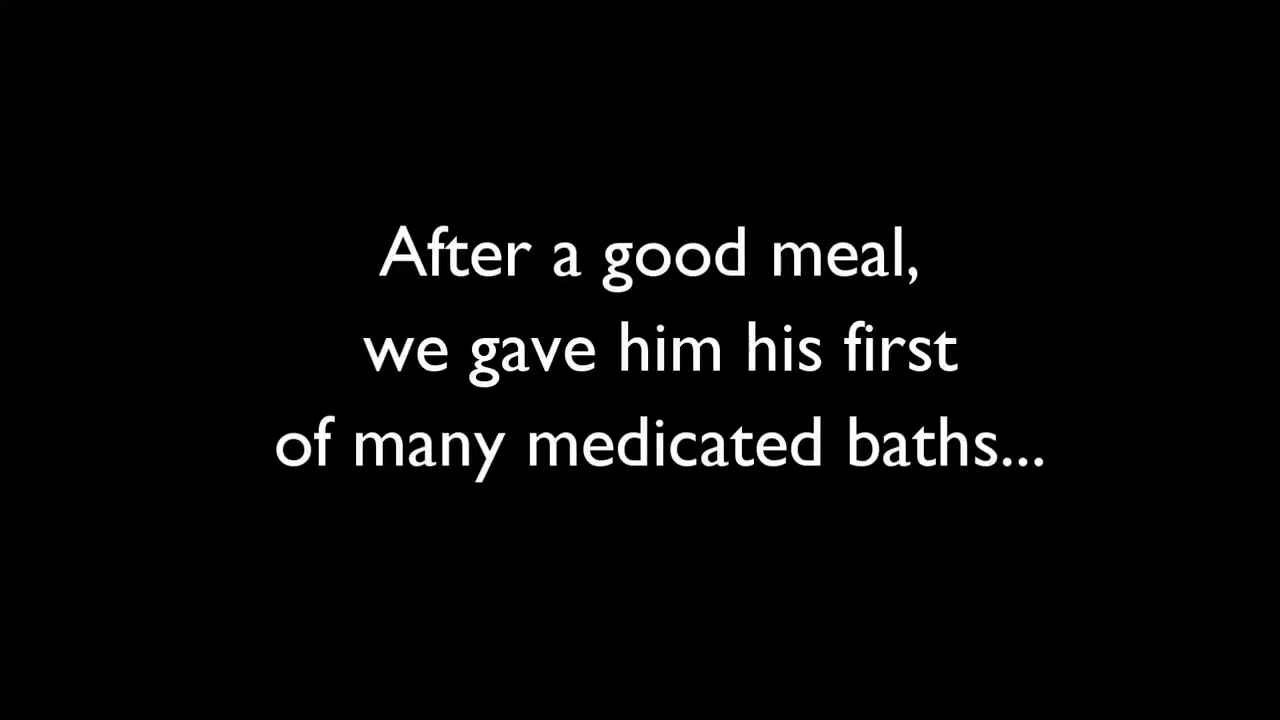 After a good meal,
we gave him his first
of many medicated baths...